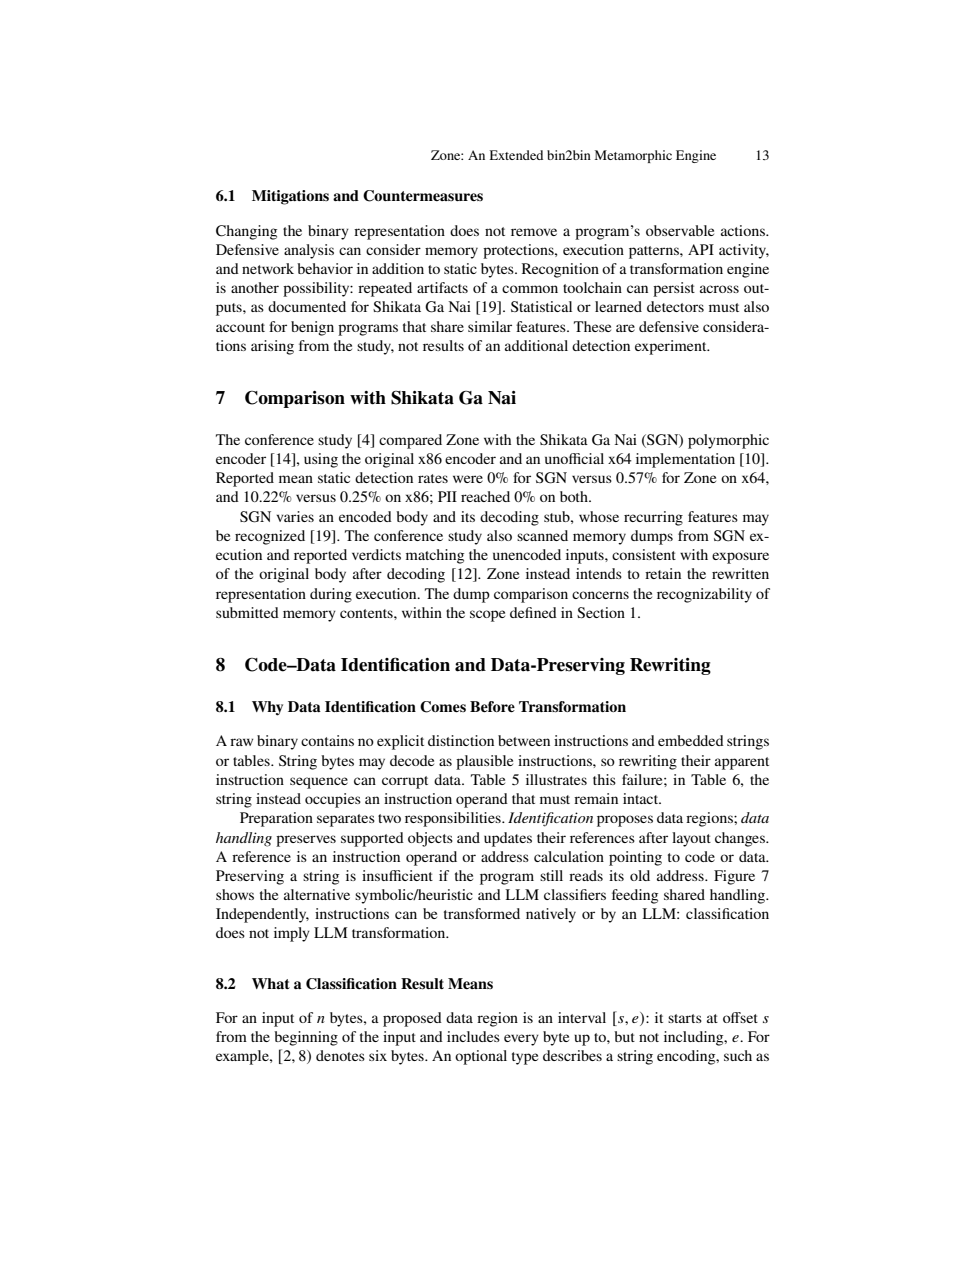 Zone: An Extended bin2bin Metamorphic Engine 13
6.1 Mitigations and Countermeasures
Changing the binary representation does not remove a program's observable actions.
Defensive analysis can consider memory protections, execution patterns, API activity,
and network behavior in addition to static bytes. Recognition of a transformation engine
is another possibility: repeated artifacts of a common toolchain can persist across out-
puts, as documented for Shikata Ga Nai [19]. Statistical or learned detectors must also
account for benign programs that share similar features. These are defensive considera-
tions arising from the study, not results of an additional detection experiment.
7 Comparison with Shikata Ga Nai
The conference study [4] compared Zone with the Shikata Ga Nai (SGN) polymorphic
encoder [14], using the original x86 encoder and an unofficial x64 implementation [10].
Reported mean static detection rates were 0% for SGN versus 0.57% for Zone on x64,
and 10.22% versus 0.25% on x86; PII reached 0% on both.
SGN varies an encoded body and its decoding stub, whose recurring features may
be recognized [19]. The conference study also scanned memory dumps from SGN ex-
ecution and reported verdicts matching the unencoded inputs, consistent with exposure
of the original body after decoding [12]. Zone instead intends to retain the rewritten
representation during execution. The dump comparison concerns the recognizability of
submitted memory contents, within the scope defined in Section 1.
8 Code–Data Identification and Data-Preserving Rewriting
8.1 Why Data Identification Comes Before Transformation
A raw binary contains no explicit distinction between instructions and embedded strings
or tables. String bytes may decode as plausible instructions, so rewriting their apparent
instruction sequence can corrupt data. Table 5 illustrates this failure; in Table 6, the
string instead occupies an instruction operand that must remain intact.
Preparation separates two responsibilities. Identification proposes data regions; data
handling preserves supported objects and updates their references after layout changes.
A reference is an instruction operand or address calculation pointing to code or data.
Preserving a string is insufficient if the program still reads its old address. Figure 7
shows the alternative symbolic/heuristic and LLM classifiers feeding shared handling.
Independently, instructions can be transformed natively or by an LLM: classification
does not imply LLM transformation.
8.2 What a Classification Result Means
For an input of n bytes, a proposed data region is an interval [s, e): it starts at offset s
from the beginning of the input and includes every byte up to, but not including, e. For
example, [2, 8) denotes six bytes. An optional type describes a string encoding, such as